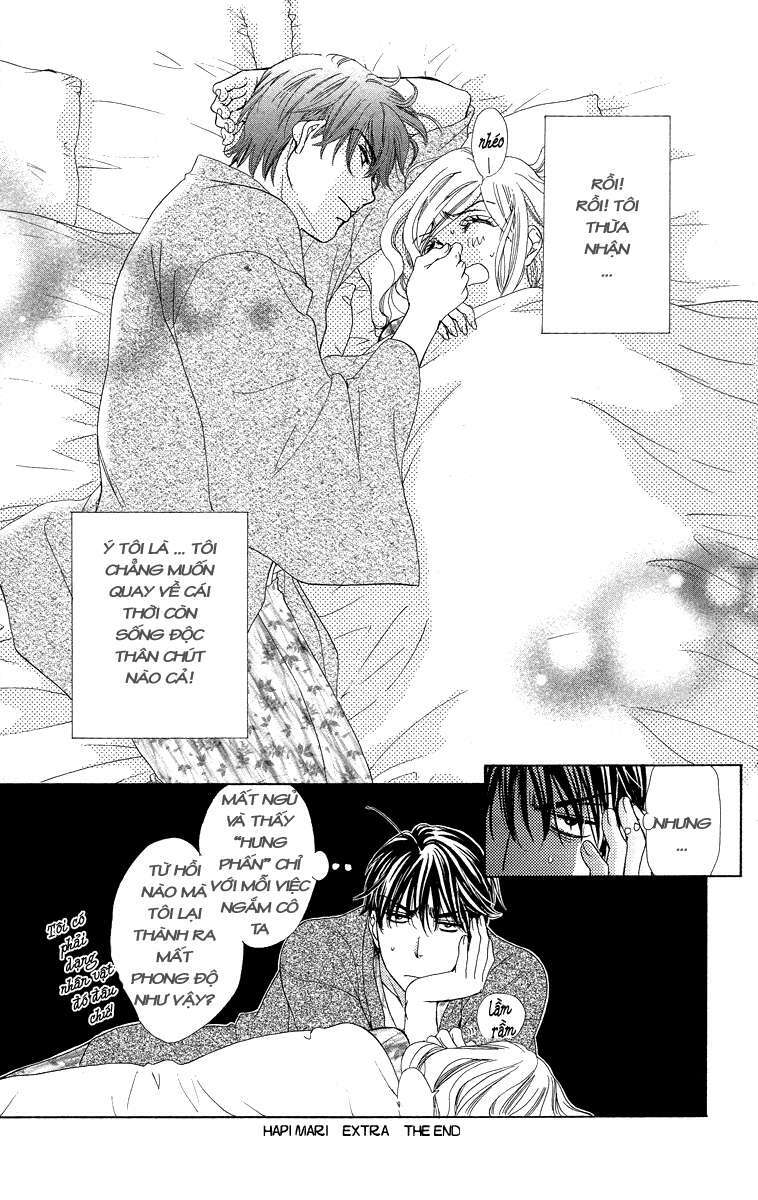 nhéo
RỒI!
RỒI! TÔI
THỪA
NHẬN
...
Ý TÔI LÀ ... TÔI
CHẲNG MUỐN
QUAY VỀ CÁI
THỜI CÒN
SỐNG ĐỘC
THÂN CHÚT
NÀO CẢ!
NHƯNG
...
MẤT NGỦ
VÀ THẤY
“HƯNG
PHẤN” CHỈ
VỚI MỖI VIỆC
NGẮM CÔ
TA
TỪ HỒI
NÀO MÀ
TÔI LẠI
THÀNH RA
MẤT
PHONG ĐỘ
NHƯ VẬY?
Tôi có
phải
dạng
nhân vật
đó đâu
chứ!
lầm
rầm
HAPI MARI EXTRA THE END